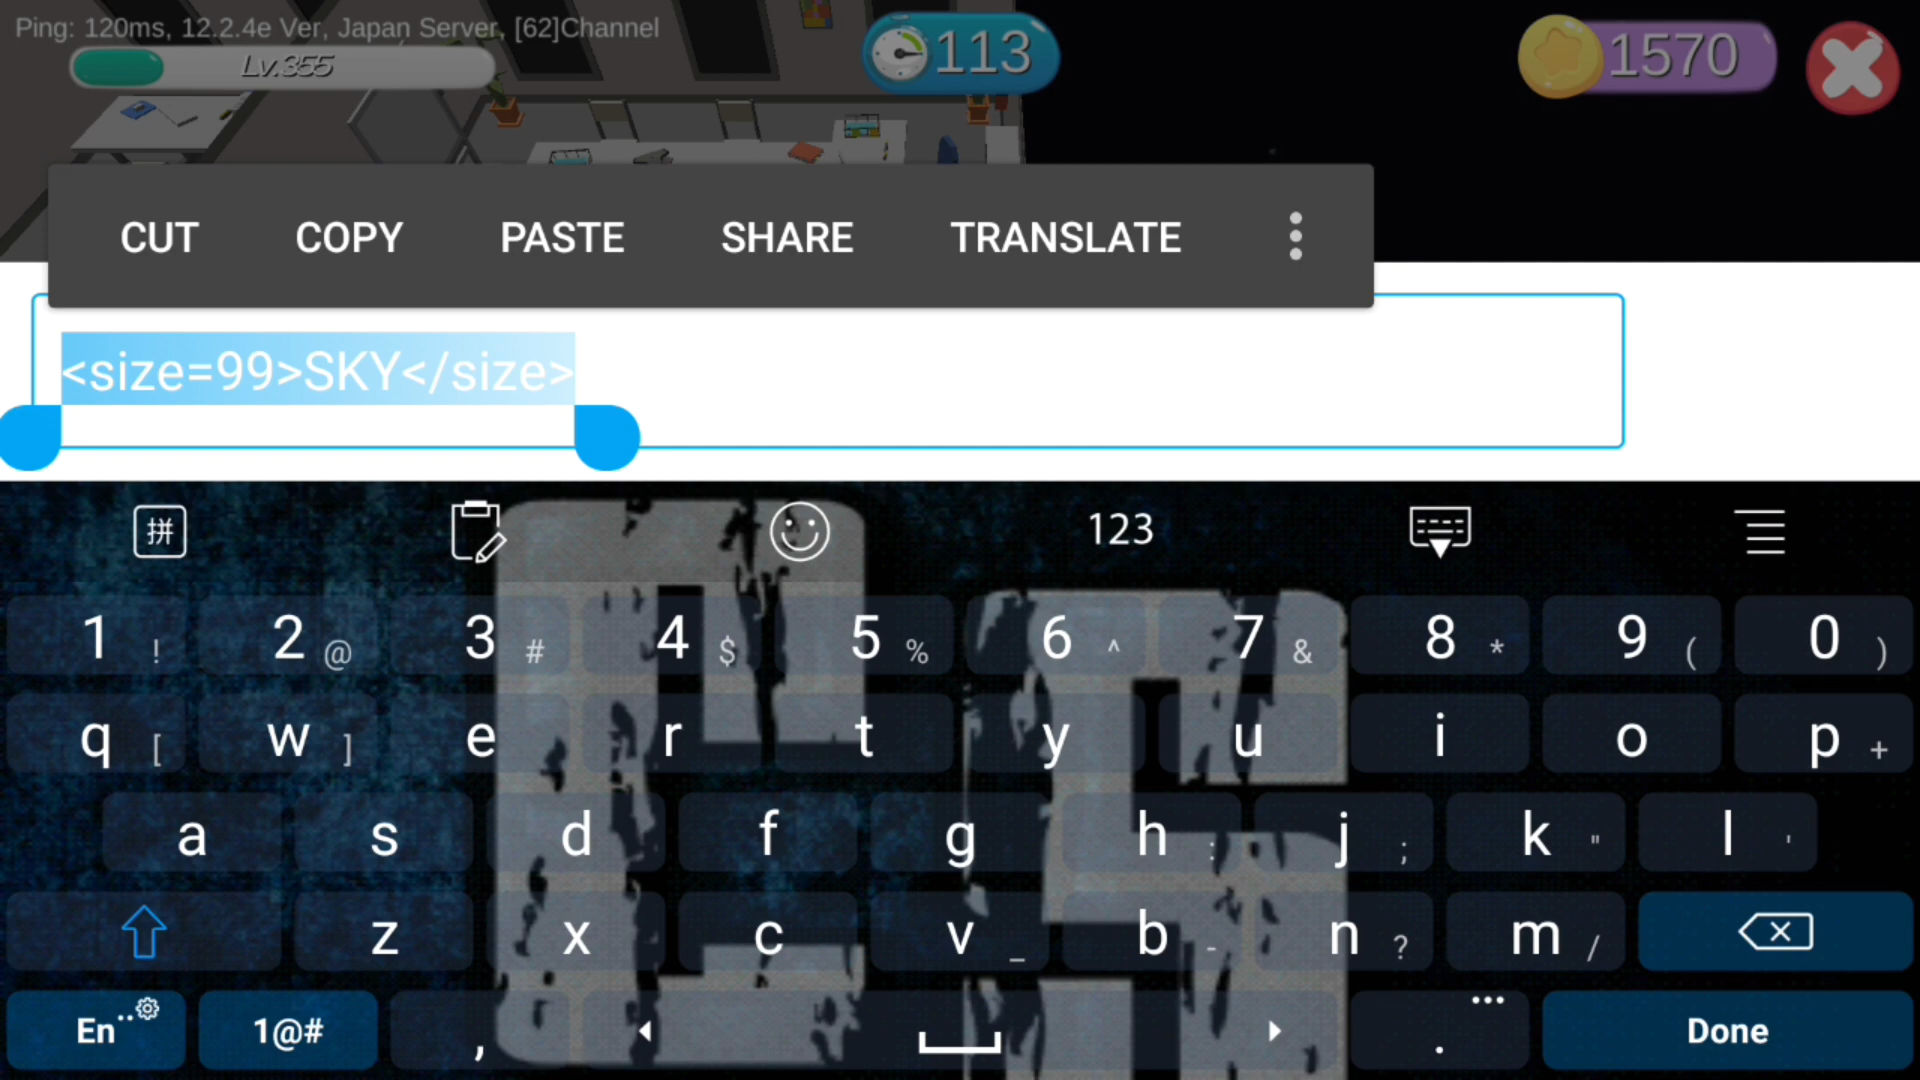 Ping: 120ms, 12.2.4e Ver, Japan Server, [62]Channel
Lv.355
113
1570
CUT COPY PASTE SHARE TRANSLATE
<size=99>SKY</size>
拼 123
1 ! 2 @ 3 # 4 $ 5 % 6 ^ 7 & 8 * 9 ( 0 )
q [ w ] e r t y u i o p +
a s d f g h : j ; k " l '
z x c v _ b - n ? m /
En 1@# , . Done